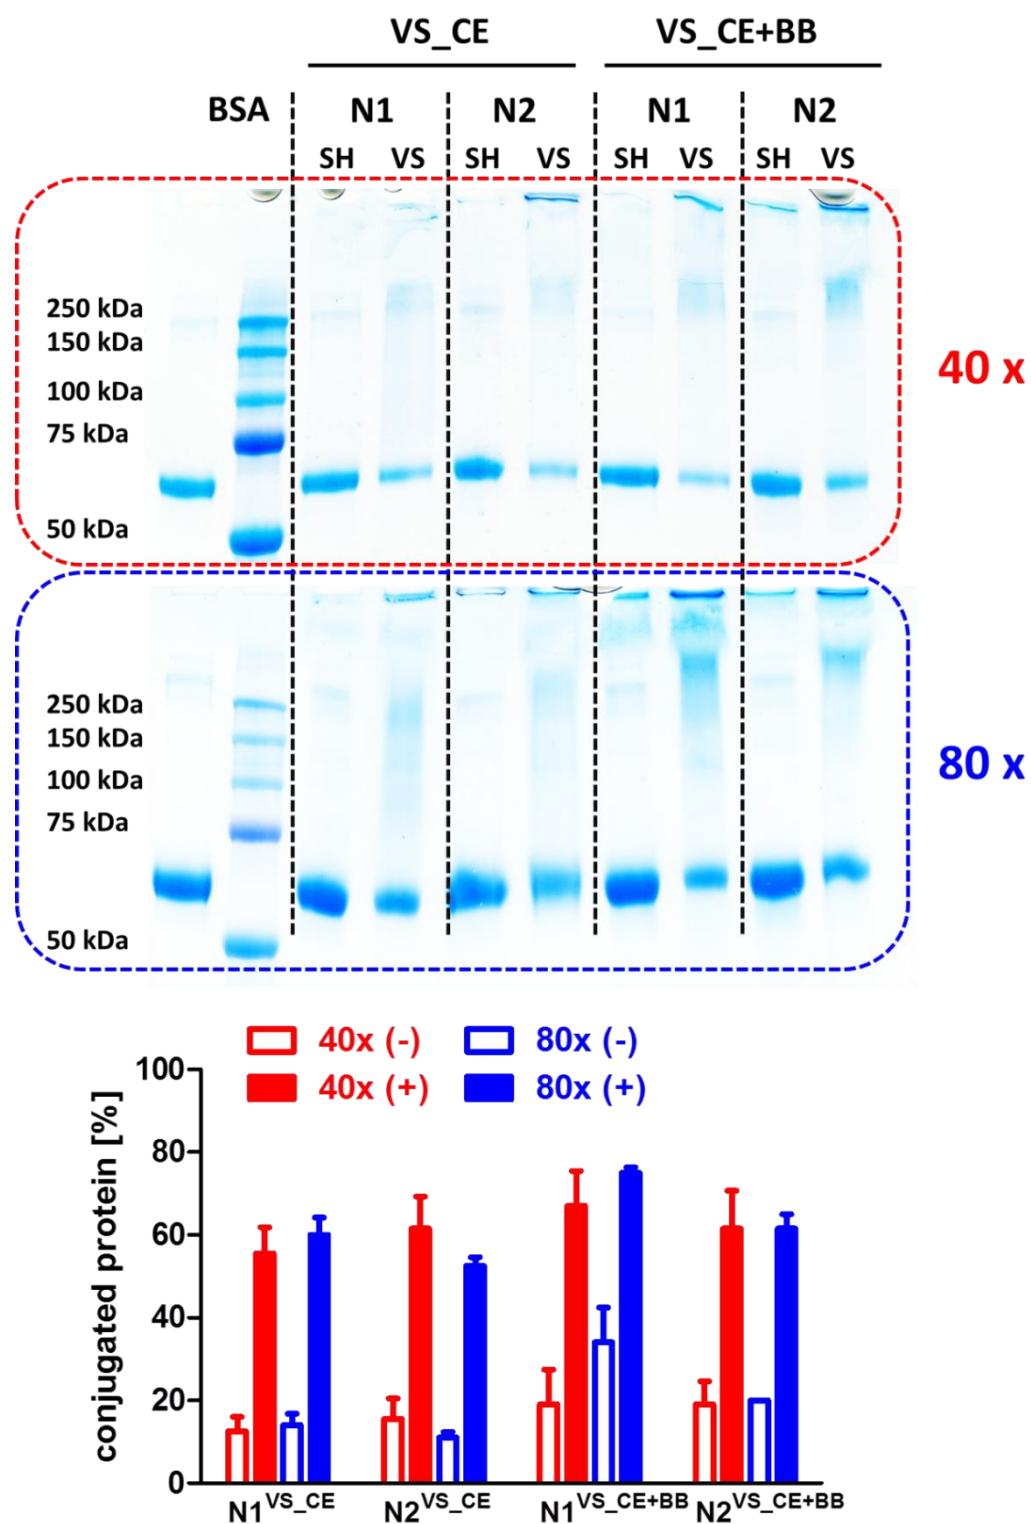 VS_CE VS_CE+BB
BSA N1 N2 N1 N2
SH VS SH VS SH VS SH VS
250 kDa
150 kDa
100 kDa
75 kDa
50 kDa
40 x
250 kDa
150 kDa
100 kDa
75 kDa
50 kDa
80 x
40x (-) 80x (-)
40x (+) 80x (+)
conjugated protein [%]
100
80
60
40
20
0
N1VS_CE N2VS_CE N1VS_CE+BB N2VS_CE+BB